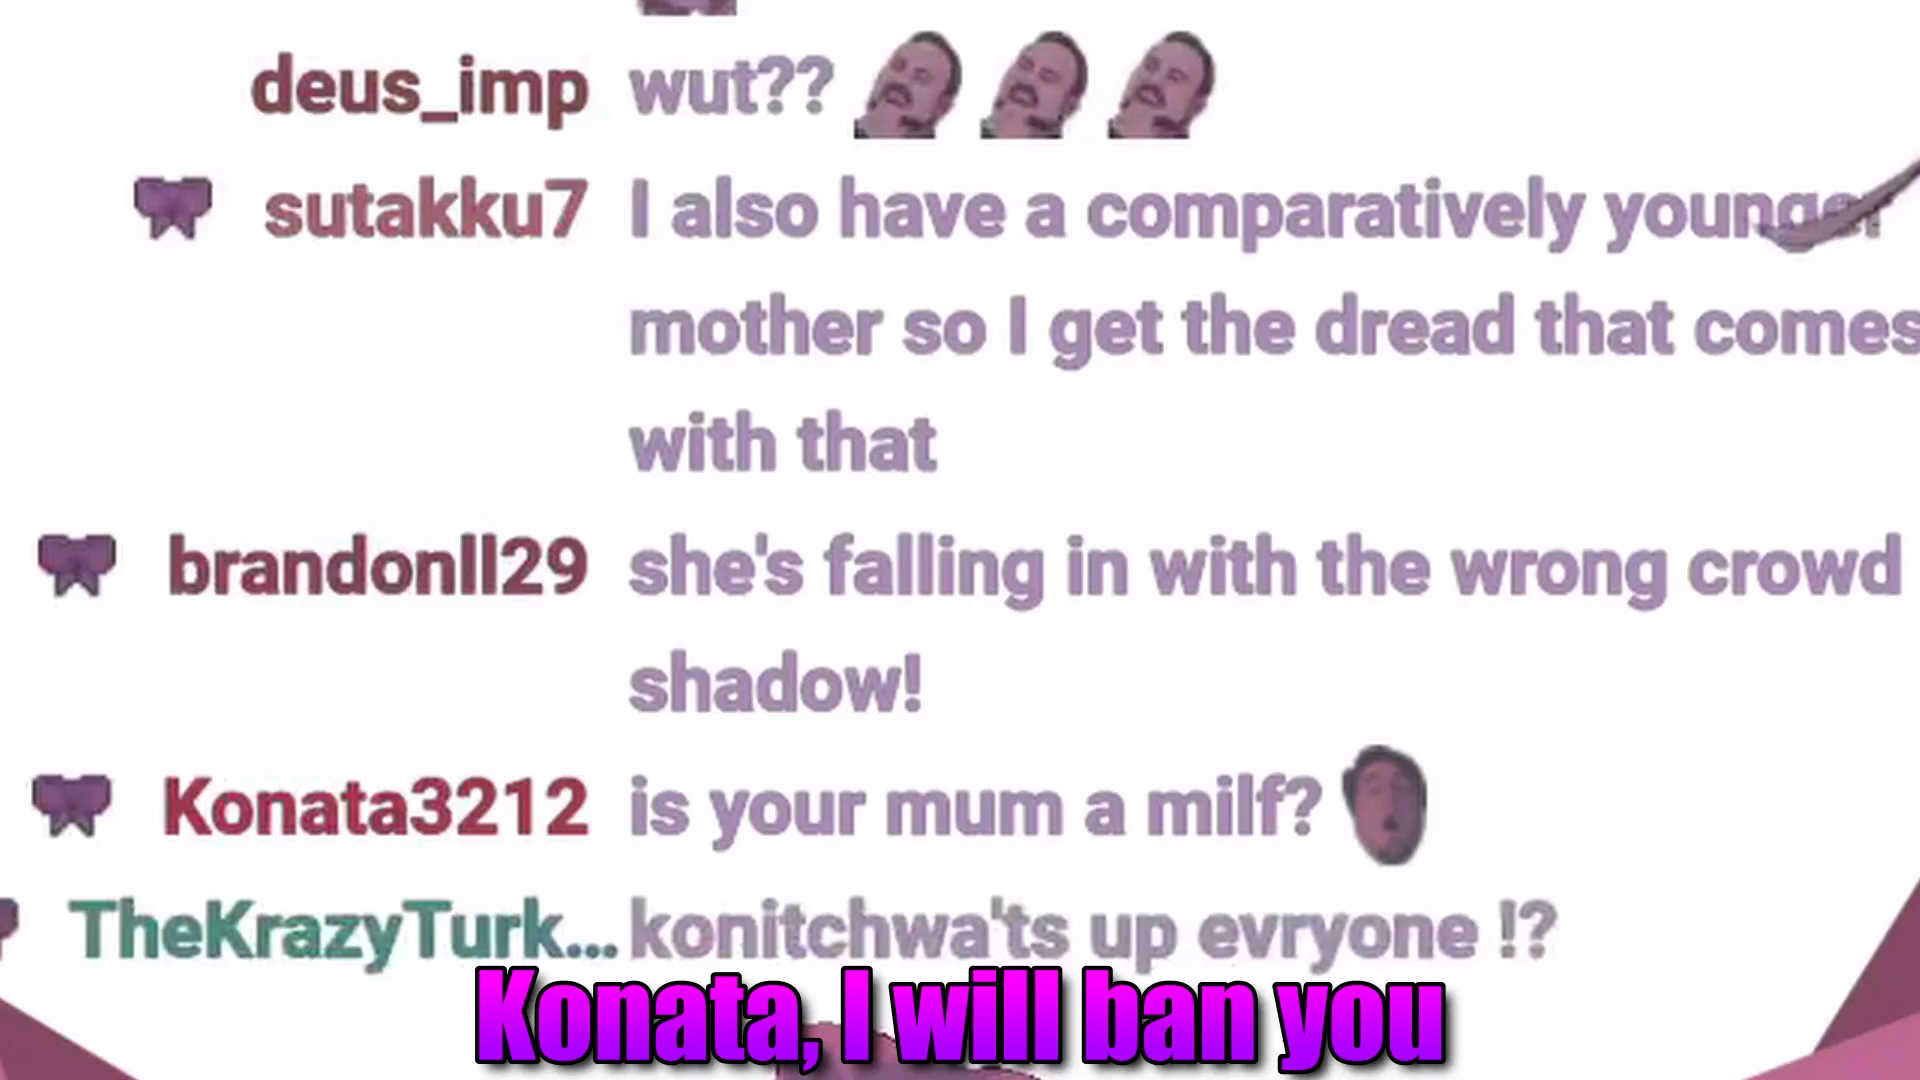 deus_imp wut??
sutakku7 I also have a comparatively younger
mother so I get the dread that comes
with that
brandonll29 she's falling in with the wrong crowd
shadow!
Konata3212 is your mum a milf?
TheKrazyTurk... konitchwa'ts up evryone !?
Konata, I will ban you